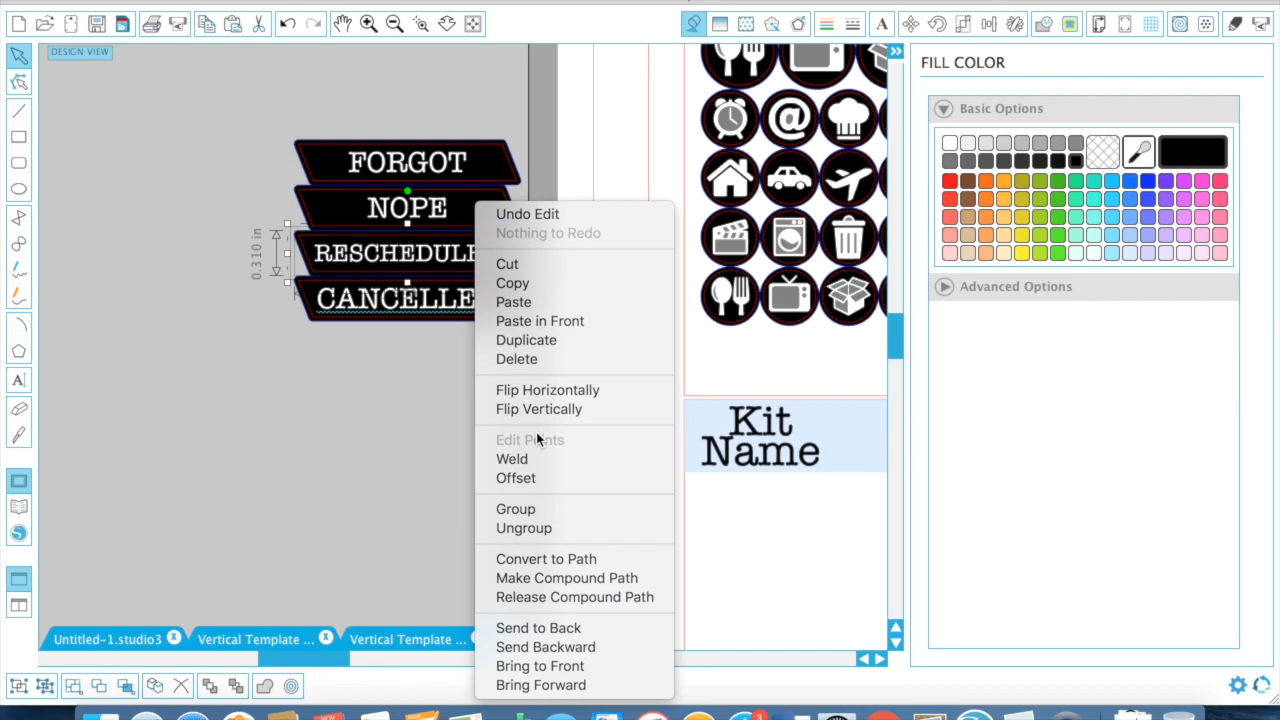 DESIGN VIEW
FORGOT
NOPE
RESCHEDULE
CANCELLE
0.310 in
Undo Edit
Nothing to Redo
Cut
Copy
Paste
Paste in Front
Duplicate
Delete
Flip Horizontally
Flip Vertically
Edit Points
Weld
Offset
Group
Ungroup
Convert to Path
Make Compound Path
Release Compound Path
Send to Back
Send Backward
Bring to Front
Bring Forward
@
Kit
Name
FILL COLOR
Basic Options
Advanced Options
Untitled-1.studio3
Vertical Template ...
Vertical Template ...
NOV
3